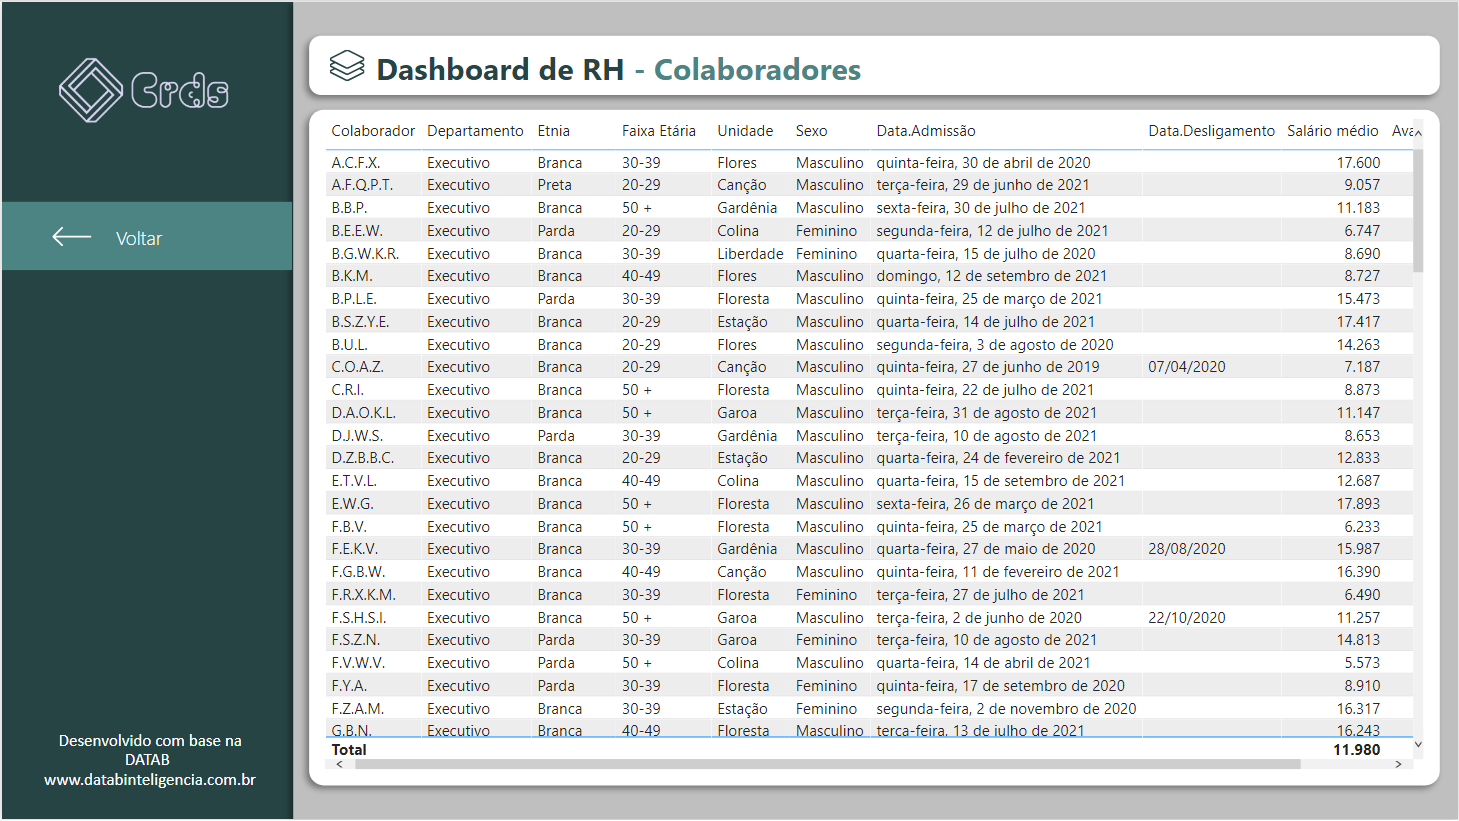 Crds
Dashboard de RH - Colaboradores
Voltar
Colaborador Departamento Etnia Faixa Etária Unidade Sexo Data.Admissão Data.Desligamento Salário médio Ava
A.C.F.X. Executivo Branca 30-39 Flores Masculino quinta-feira, 30 de abril de 2020 17.600
A.F.Q.P.T. Executivo Preta 20-29 Canção Masculino terça-feira, 29 de junho de 2021 9.057
B.B.P. Executivo Branca 50 + Gardênia Masculino sexta-feira, 30 de julho de 2021 11.183
B.E.E.W. Executivo Parda 20-29 Colina Feminino segunda-feira, 12 de julho de 2021 6.747
B.G.W.K.R. Executivo Branca 30-39 Liberdade Feminino quarta-feira, 15 de julho de 2020 8.690
B.K.M. Executivo Branca 40-49 Flores Masculino domingo, 12 de setembro de 2021 8.727
B.P.L.E. Executivo Parda 30-39 Floresta Masculino quinta-feira, 25 de março de 2021 15.473
B.S.Z.Y.E. Executivo Branca 20-29 Estação Masculino quarta-feira, 14 de julho de 2021 17.417
B.U.L. Executivo Branca 20-29 Flores Masculino segunda-feira, 3 de agosto de 2020 14.263
C.O.A.Z. Executivo Branca 20-29 Canção Masculino quinta-feira, 27 de junho de 2019 07/04/2020 7.187
C.R.I. Executivo Branca 50 + Floresta Masculino quinta-feira, 22 de julho de 2021 8.873
D.A.O.K.L. Executivo Branca 50 + Garoa Masculino terça-feira, 31 de agosto de 2021 11.147
D.J.W.S. Executivo Parda 30-39 Gardênia Masculino terça-feira, 10 de agosto de 2021 8.653
D.Z.B.B.C. Executivo Branca 20-29 Estação Masculino quarta-feira, 24 de fevereiro de 2021 12.833
E.T.V.L. Executivo Branca 40-49 Colina Masculino quarta-feira, 15 de setembro de 2021 12.687
E.W.G. Executivo Branca 50 + Floresta Masculino sexta-feira, 26 de março de 2021 17.893
F.B.V. Executivo Branca 50 + Floresta Masculino quinta-feira, 25 de março de 2021 6.233
F.E.K.V. Executivo Branca 30-39 Gardênia Masculino quarta-feira, 27 de maio de 2020 28/08/2020 15.987
F.G.B.W. Executivo Branca 40-49 Canção Masculino quinta-feira, 11 de fevereiro de 2021 16.390
F.R.X.K.M. Executivo Branca 30-39 Floresta Feminino terça-feira, 27 de julho de 2021 6.490
F.S.H.S.I. Executivo Branca 50 + Garoa Masculino terça-feira, 2 de junho de 2020 22/10/2020 11.257
F.S.Z.N. Executivo Parda 30-39 Garoa Feminino terça-feira, 10 de agosto de 2021 14.813
F.V.W.V. Executivo Parda 50 + Colina Masculino quarta-feira, 14 de abril de 2021 5.573
F.Y.A. Executivo Parda 30-39 Floresta Feminino quinta-feira, 17 de setembro de 2020 8.910
F.Z.A.M. Executivo Branca 30-39 Estação Feminino segunda-feira, 2 de novembro de 2020 16.317
G.B.N. Executivo Branca 40-49 Floresta Masculino terça-feira, 13 de julho de 2021 16.243
Total 11.980
Desenvolvido com base na
DATAB
www.databinteligencia.com.br